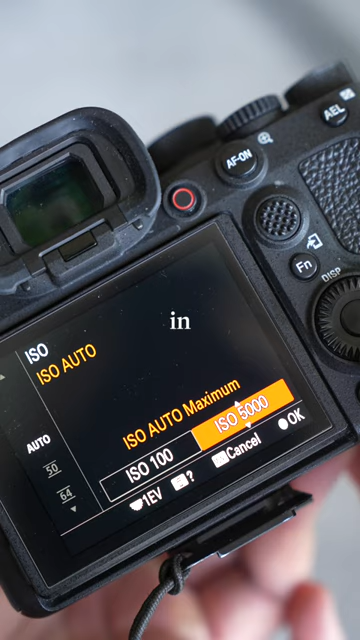 AEL
AF-ON
Fn
DISP
in
ISO
ISO AUTO
AUTO
50
64
ISO AUTO Maximum
ISO 100
ISO 5000
1EV
?
Cancel
OK